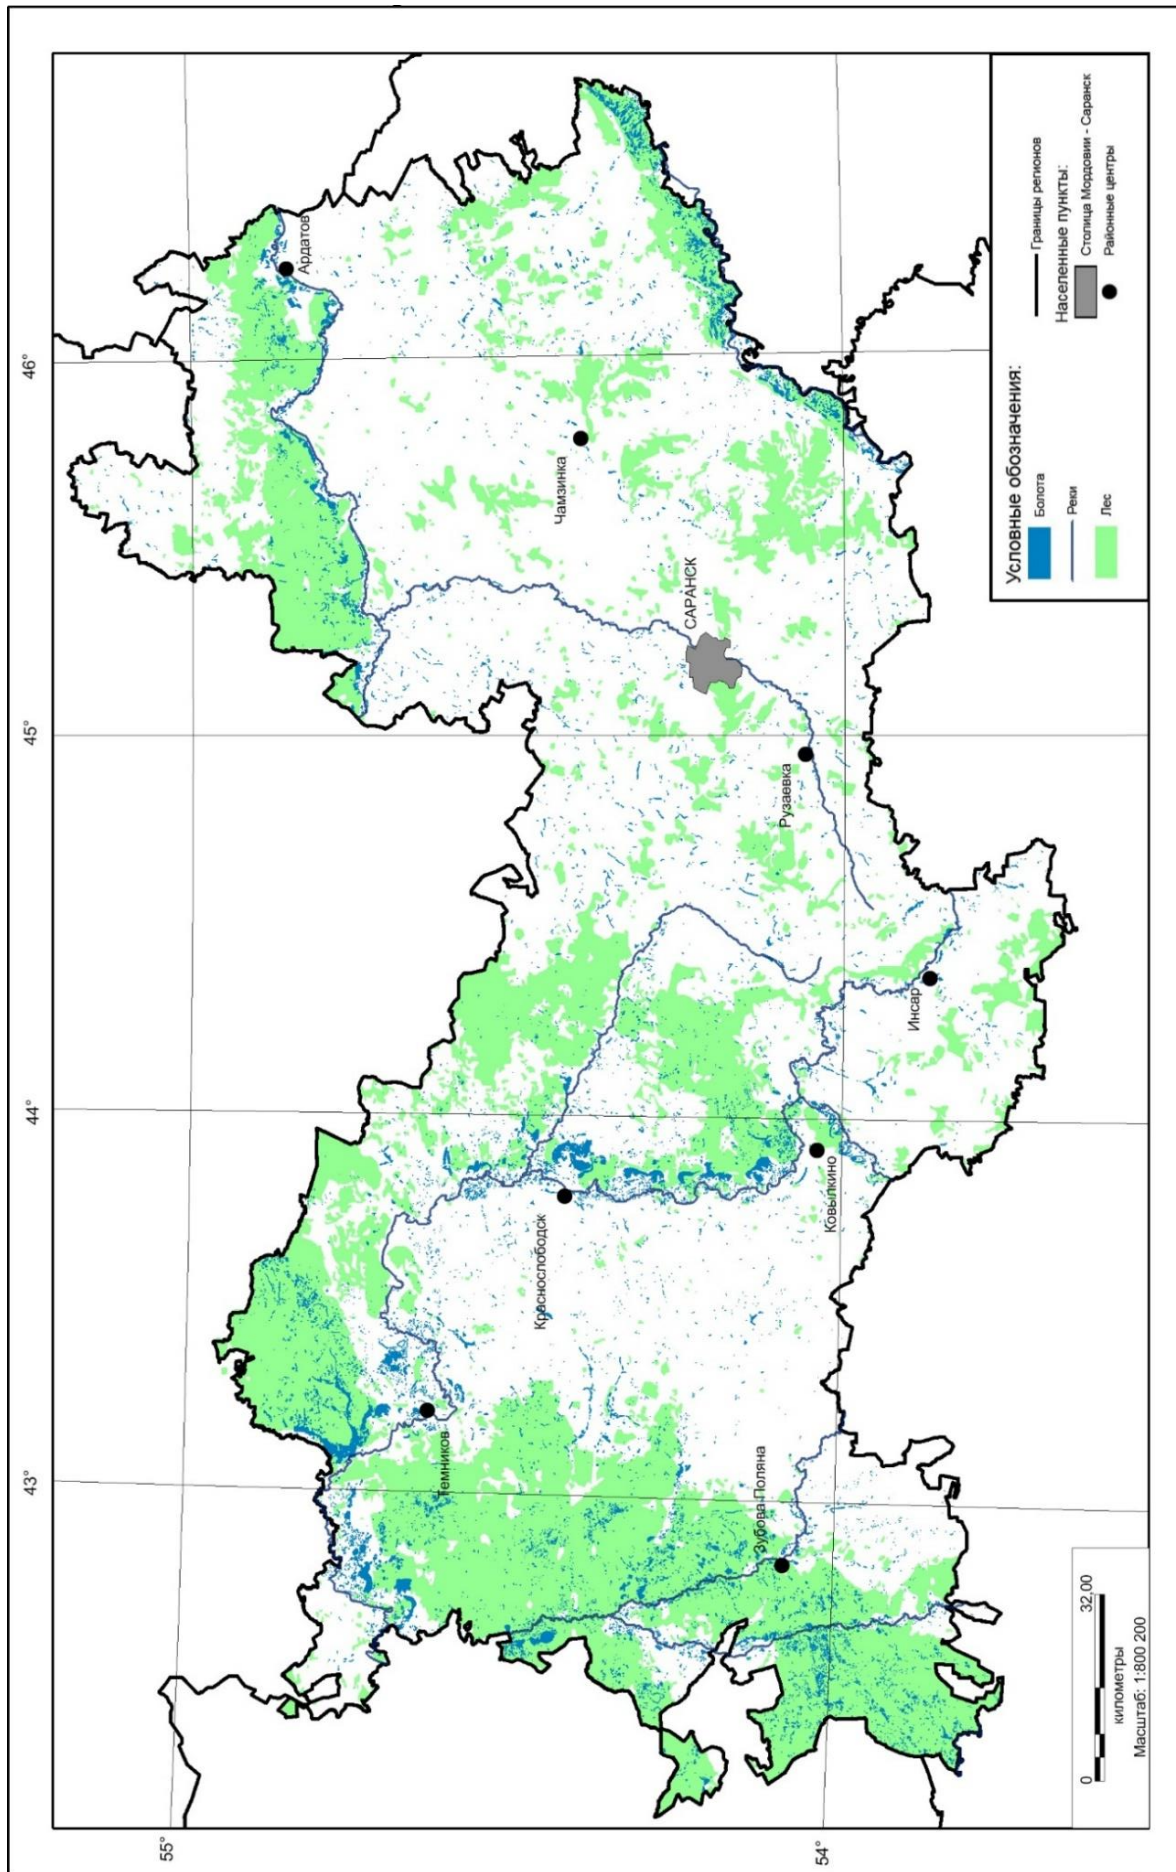 43°
44°
45°
46°
55°
54°
Ардатов
Чамзинка
САРАНСК
Рузаевка
Инсар
Ковылкино
Краснослободск
Темников
Зубова Поляна
Условные обозначения:
Болота
Реки
Лес
Границы регионов
Населенные пункты:
Столица Мордовии - Саранск
Районные центры
0
32,00
километры
Масштаб: 1:800 200